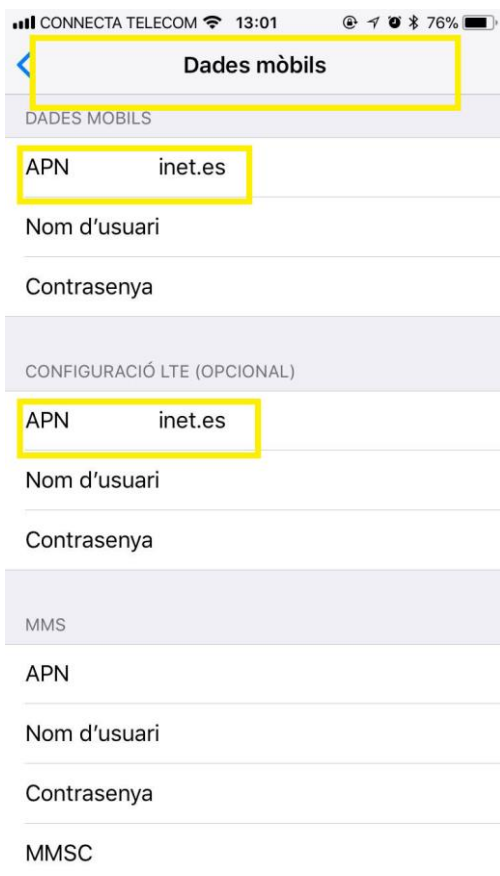 CONNECTA TELECOM 13:01 76%
Dades mòbils
DADES MOBILS
APN inet.es
Nom d'usuari
Contrasenya
CONFIGURACIÓ LTE (OPCIONAL)
APN inet.es
Nom d'usuari
Contrasenya
MMS
APN
Nom d'usuari
Contrasenya
MMSC